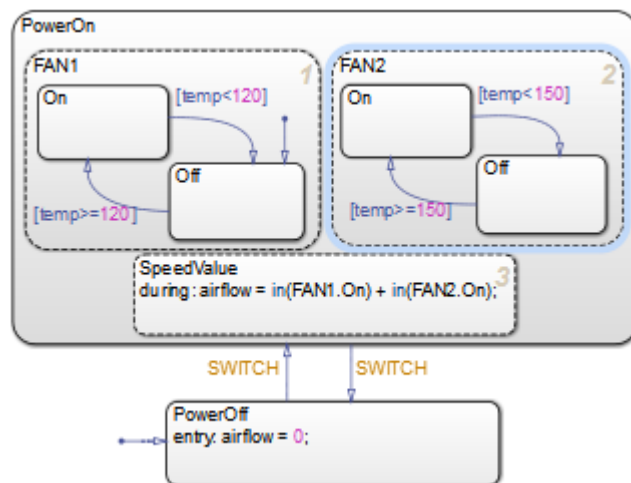 PowerOn
FAN1
1
On
[temp<120]
Off
[temp>=120]
FAN2
2
On
[temp<150]
Off
[temp>=150]
SpeedValue
3
during: airflow = in(FAN1.On) + in(FAN2.On);
SWITCH
SWITCH
PowerOff
entry: airflow = 0;